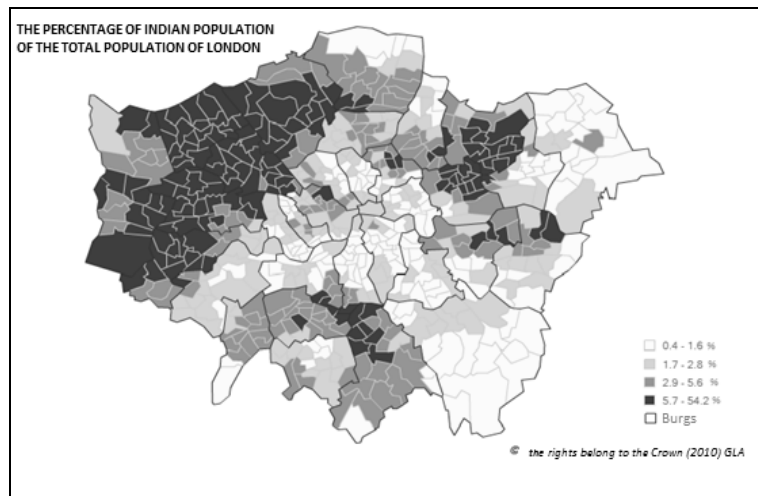 THE PERCENTAGE OF INDIAN POPULATION
OF THE TOTAL POPULATION OF LONDON
0.4 - 1.6 %
1.7 - 2.8 %
2.9 - 5.6 %
5.7 - 54.2 %
Burgs
© the rights belong to the Crown (2010) GLA